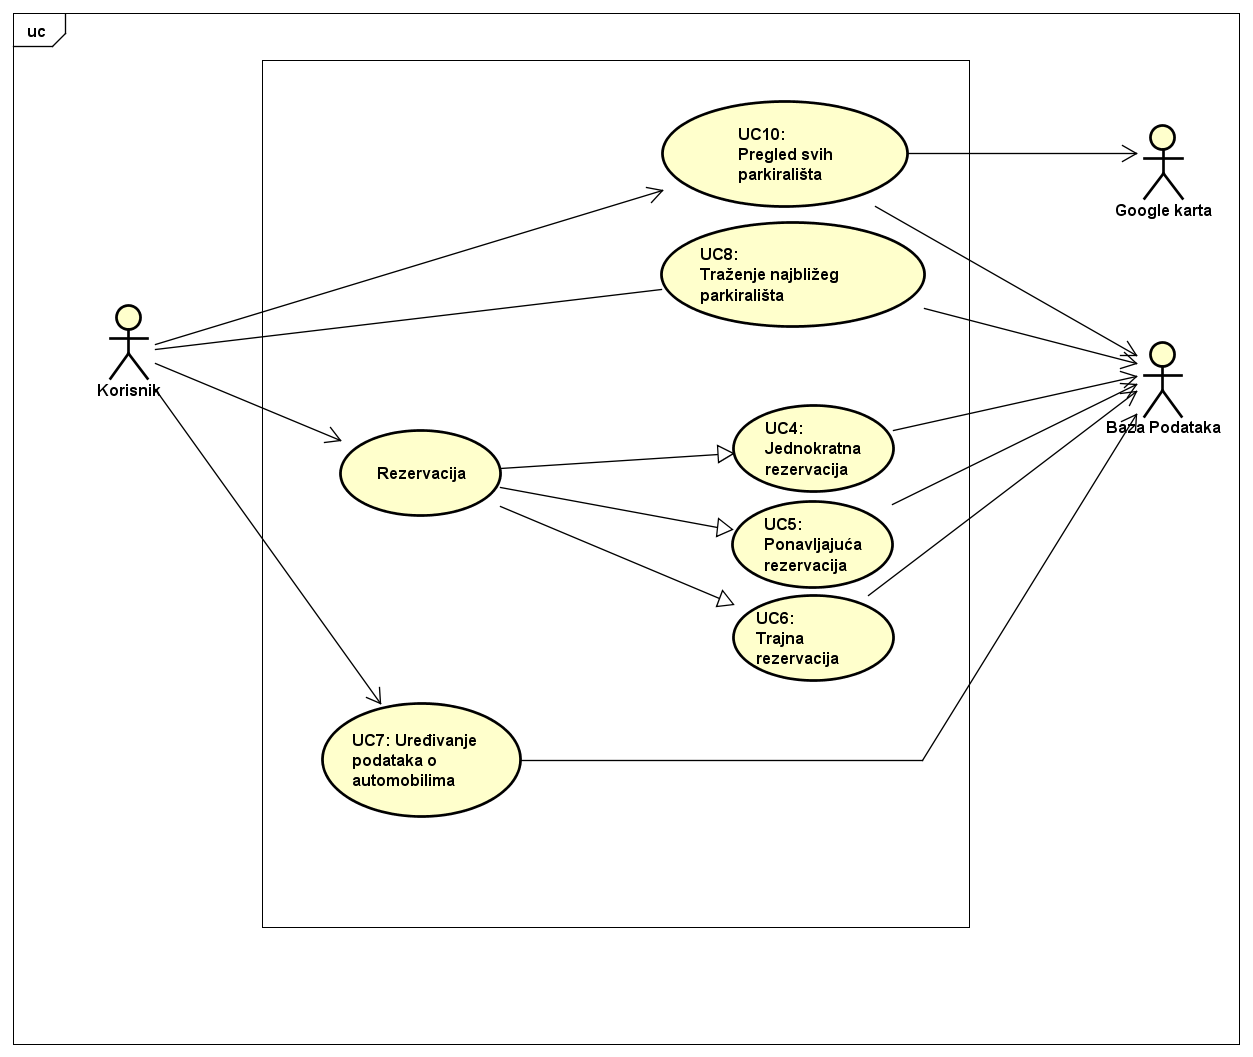 uc
UC10:
Pregled svih
parkirališta
Google karta
UC8:
Traženje najbližeg
parkirališta
Korisnik
Baza Podataka
Rezervacija
UC4:
Jednokratna
rezervacija
UC5:
Ponavljajuća
rezervacija
UC6:
Trajna
rezervacija
UC7: Uređivanje
podataka o
automobilima